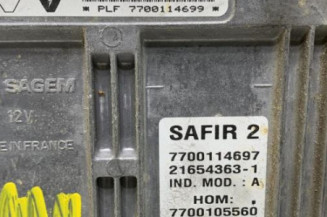 PLF 7700114699
SAGEM
12V
E IN FRANCE
SAFIR 2
7700114697
21654363-1
IND. MOD. : A
HOM:
7700105560